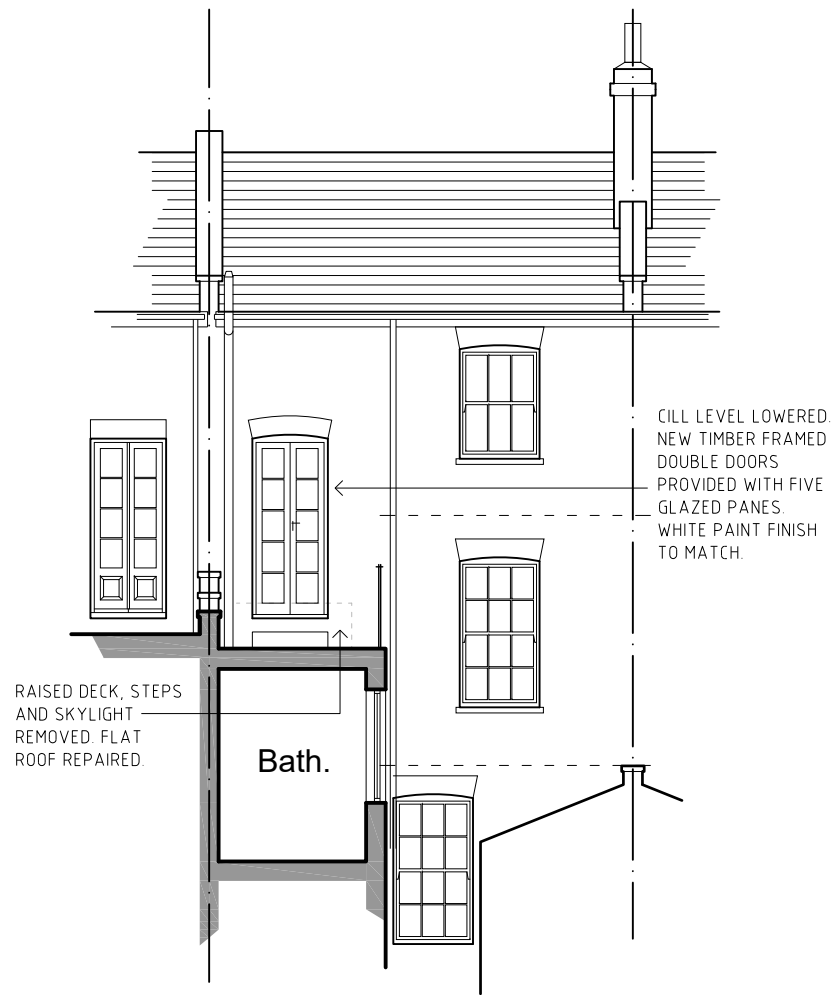 CILL LEVEL LOWERED.
NEW TIMBER FRAMED
DOUBLE DOORS
PROVIDED WITH FIVE
GLAZED PANES.
WHITE PAINT FINISH
TO MATCH.
RAISED DECK, STEPS
AND SKYLIGHT
REMOVED. FLAT
ROOF REPAIRED.
Bath.